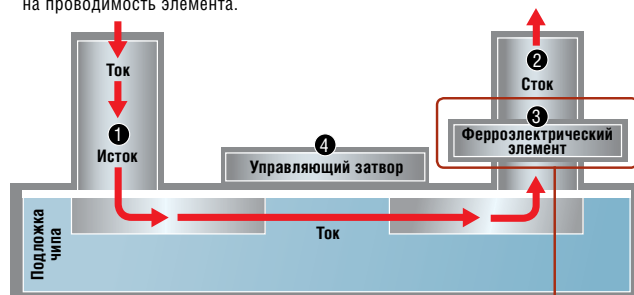 на проводимость элемента.
Ток
2
Сток
1
Исток
3
Ферроэлектрический
элемент
4
Управляющий затвор
Ток
Подложка
чипа